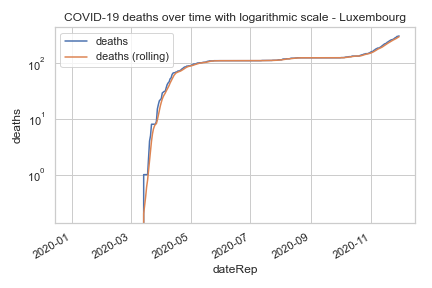 COVID-19 deaths over time with logarithmic scale - Luxembourg
deaths
deaths (rolling)
10²
10¹
10⁰
deaths
2020-01
2020-03
2020-05
2020-07
2020-09
2020-11
dateRep